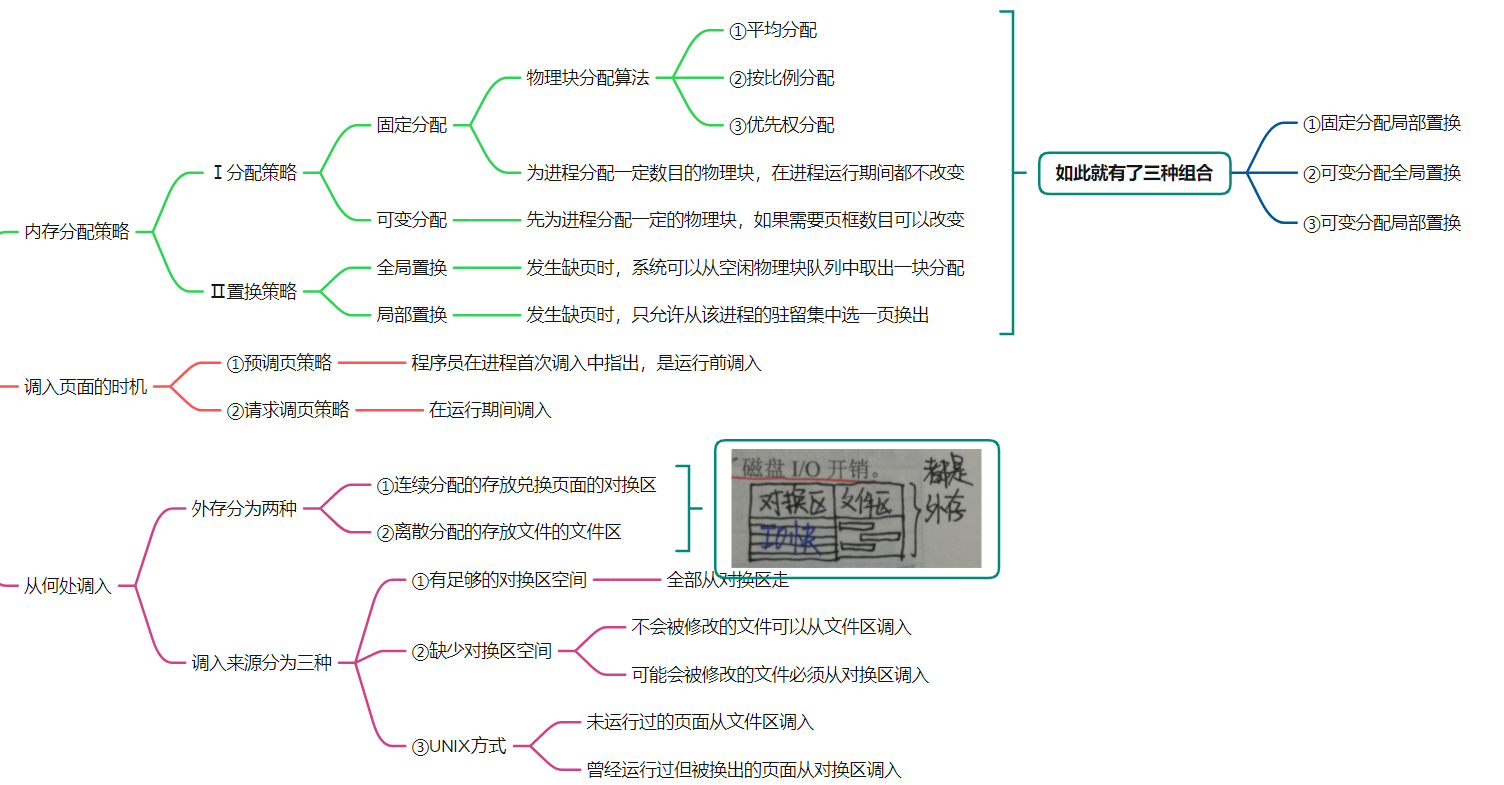 内存分配策略
Ⅰ分配策略
固定分配
物理块分配算法
①平均分配
②按比例分配
③优先权分配
为进程分配一定数目的物理块，在进程运行期间都不改变
可变分配
先为进程分配一定的物理块，如果需要页框数目可以改变
Ⅱ置换策略
全局置换
发生缺页时，系统可以从空闲物理块队列中取出一块分配
局部置换
发生缺页时，只允许从该进程的驻留集中选一页换出
如此就有了三种组合
①固定分配局部置换
②可变分配全局置换
③可变分配局部置换
调入页面的时机
①预调页策略
程序员在进程首次调入中指出，是运行前调入
②请求调页策略
在运行期间调入
从何处调入
外存分为两种
①连续分配的存放兑换页面的对换区
②离散分配的存放文件的文件区
磁盘 I/O 开销。
对换区
文件区
IO快
都是
外存
调入来源分为三种
①有足够的对换区空间
全部从对换区走
②缺少对换区空间
不会被修改的文件可以从文件区调入
可能会被修改的文件必须从对换区调入
③UNIX方式
未运行过的页面从文件区调入
曾经运行过但被换出的页面从对换区调入